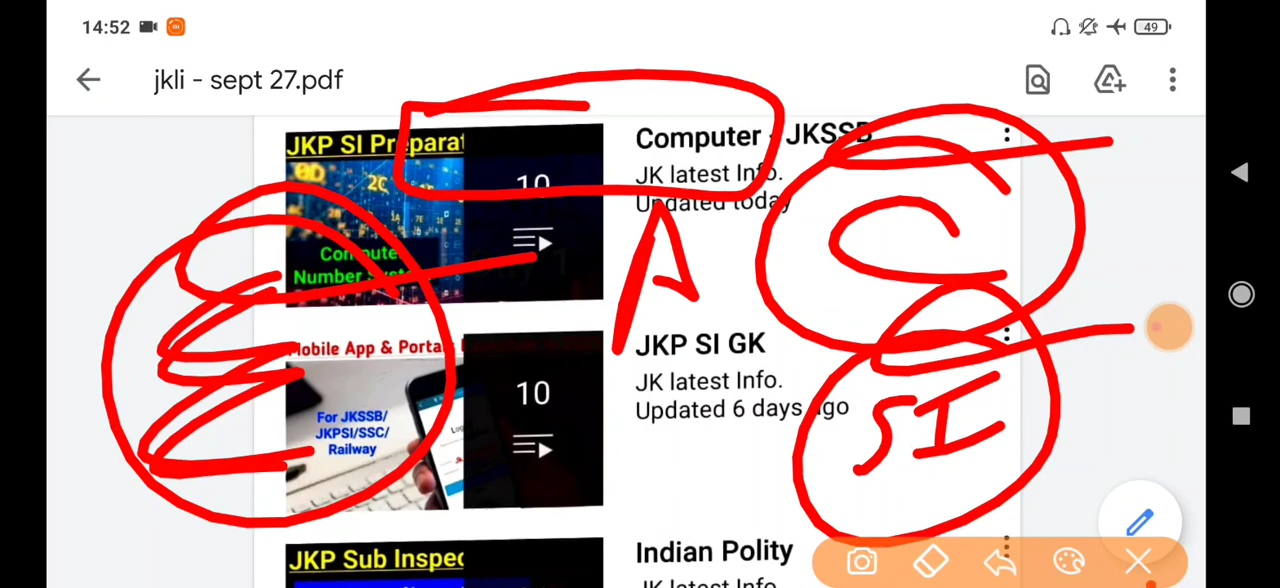 14:52
49
jkli - sept 27.pdf
JKP SI Preparat
2C
Computer
Number
10
Computer - JKSSB
JK latest Info.
Updated today
C
A
E
Mobile App & Porta
For JKSSB/
JKPSI/SSC/
Railway
10
JKP SI GK
JK latest Info.
Updated 6 days ago
SI
JKP Sub Inspec
Indian Polity
JK latest Info.